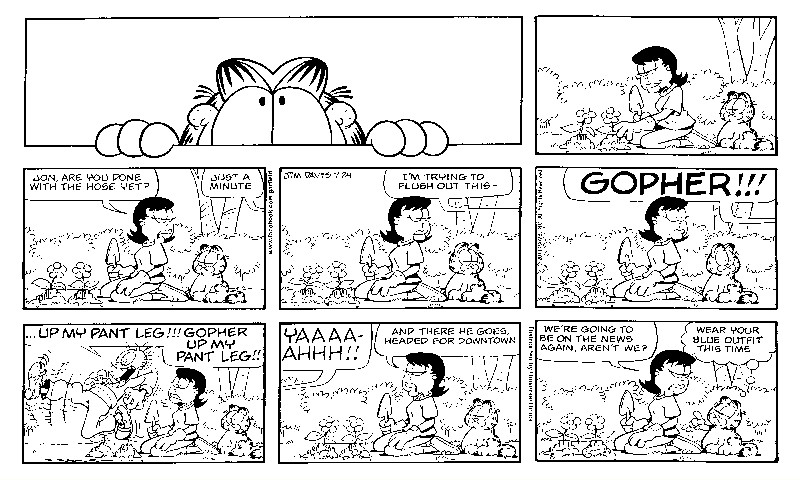 JON, ARE YOU DONE
WITH THE HOSE YET?
JUST A
MINUTE
JIM DAVIS 7/24
I'M TRYING TO
FLUSH OUT THIS-
GOPHER!!!
...UP MY PANT LEG!!! GOPHER
UP MY
PANT LEG!!
YAAAA-
AHHH!!
AND THERE HE GOES,
HEADED FOR DOWNTOWN
WE'RE GOING TO
BE ON THE NEWS
AGAIN, AREN'T WE?
WEAR YOUR
BLUE OUTFIT
THIS TIME